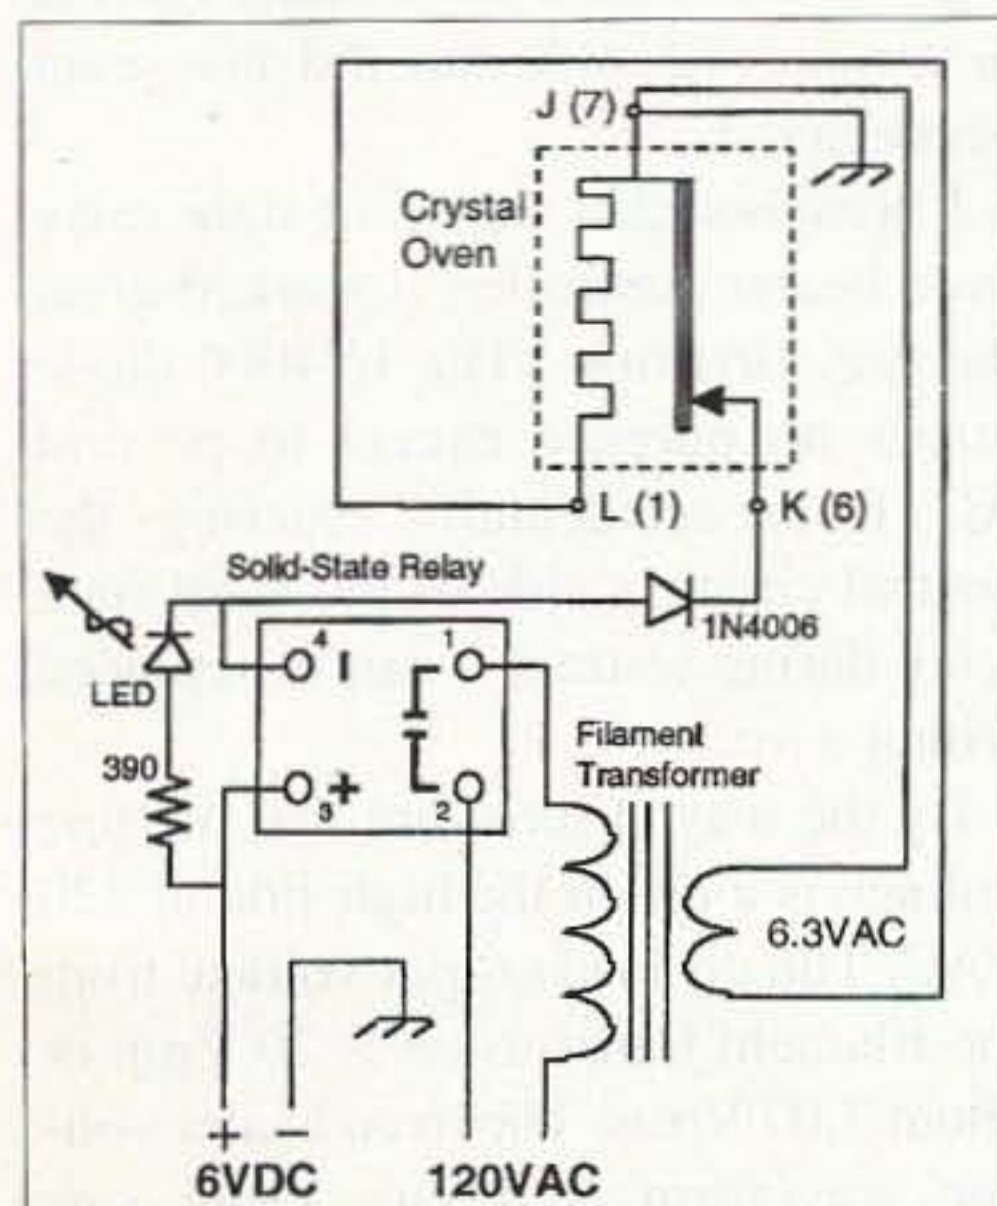 J (7)
Crystal
Oven
L (1)
K (6)
Solid-State Relay
1N4006
4
1
LED
390
3
+
2
Filament
Transformer
6.3VAC
+ −
6VDC
120VAC